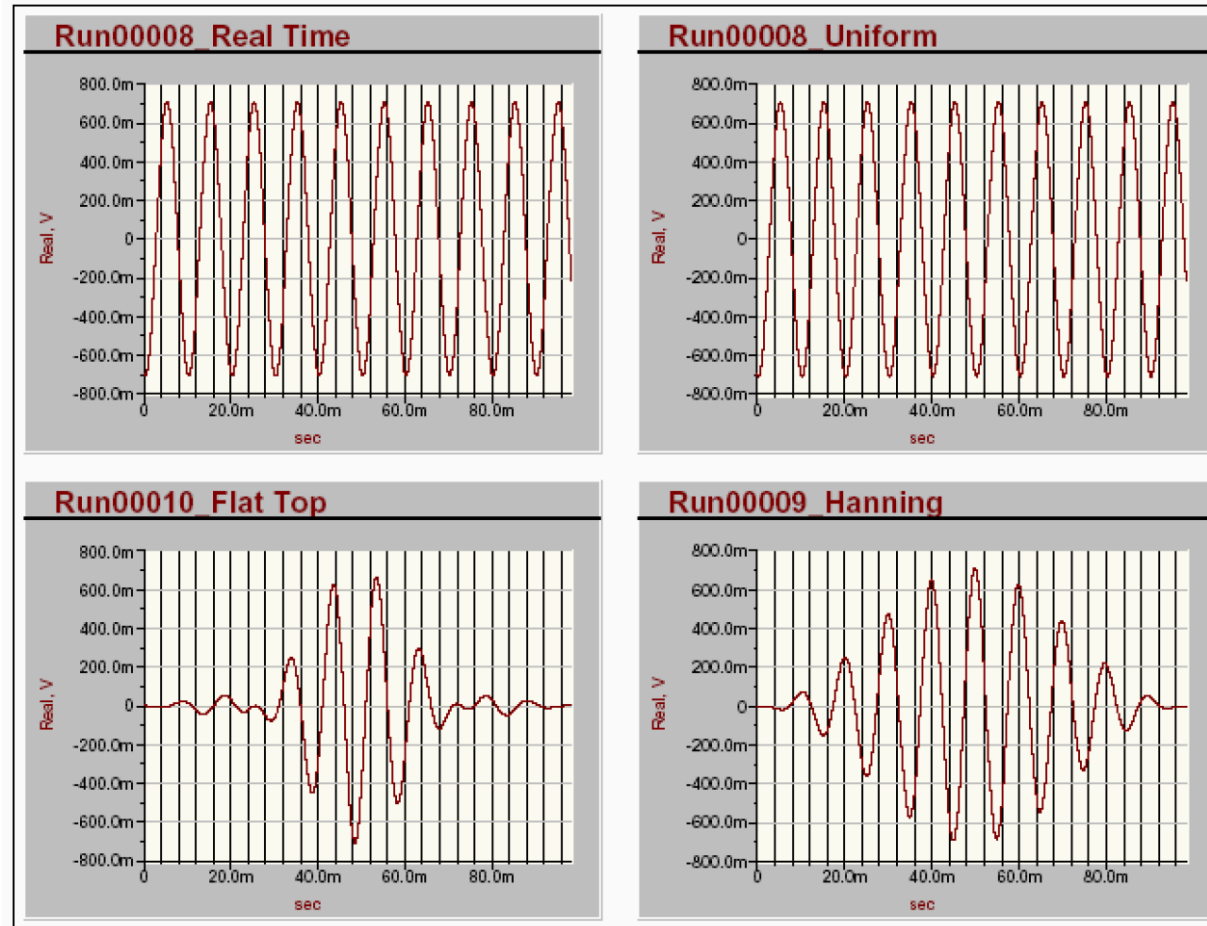 Run00008_Real Time
800.0m
600.0m
400.0m
200.0m
0
-200.0m
-400.0m
-600.0m
-800.0m
Real, V
0 20.0m 40.0m 60.0m 80.0m
sec
Run00008_Uniform
800.0m
600.0m
400.0m
200.0m
0
-200.0m
-400.0m
-600.0m
-800.0m
Real, V
0 20.0m 40.0m 60.0m 80.0m
sec
Run00010_Flat Top
800.0m
600.0m
400.0m
200.0m
0
-200.0m
-400.0m
-600.0m
-800.0m
Real, V
0 20.0m 40.0m 60.0m 80.0m
sec
Run00009_Hanning
800.0m
600.0m
400.0m
200.0m
0
-200.0m
-400.0m
-600.0m
-800.0m
Real, V
0 20.0m 40.0m 60.0m 80.0m
sec